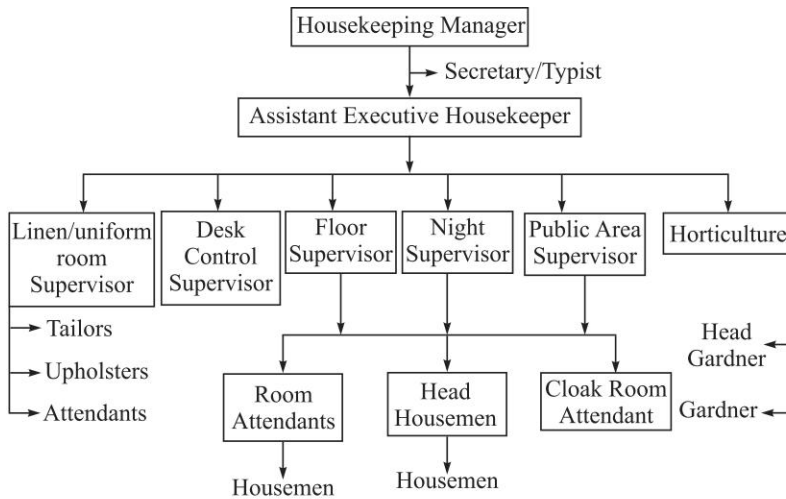 Housekeeping Manager
Secretary/Typist
Assistant Executive Housekeeper
Linen/uniform
room
Supervisor
Desk
Control
Supervisor
Floor
Supervisor
Night
Supervisor
Public Area
Supervisor
Horticulture
Tailors
Upholsters
Attendants
Room
Attendants
Head
Housemen
Cloak Room
Attendant
Head
Gardner
Gardner
Housemen
Housemen